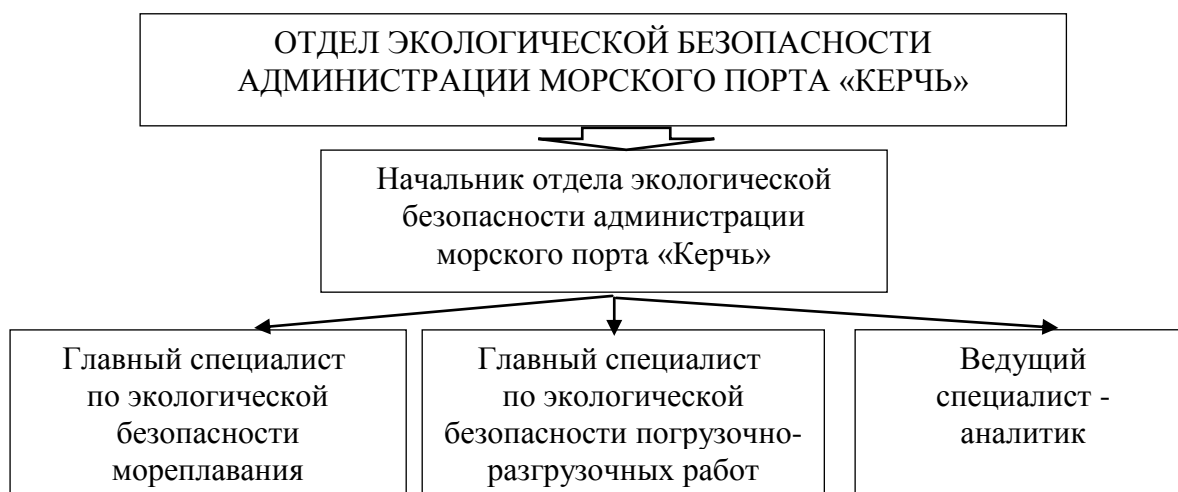 ОТДЕЛ ЭКОЛОГИЧЕСКОЙ БЕЗОПАСНОСТИ
АДМИНИСТРАЦИИ МОРСКОГО ПОРТА «КЕРЧЬ»
Начальник отдела экологической
безопасности администрации
морского порта «Керчь»
Главный специалист
по экологической
безопасности
мореплавания
Главный специалист
по экологической
безопасности погрузочно-
разгрузочных работ
Ведущий
специалист -
аналитик